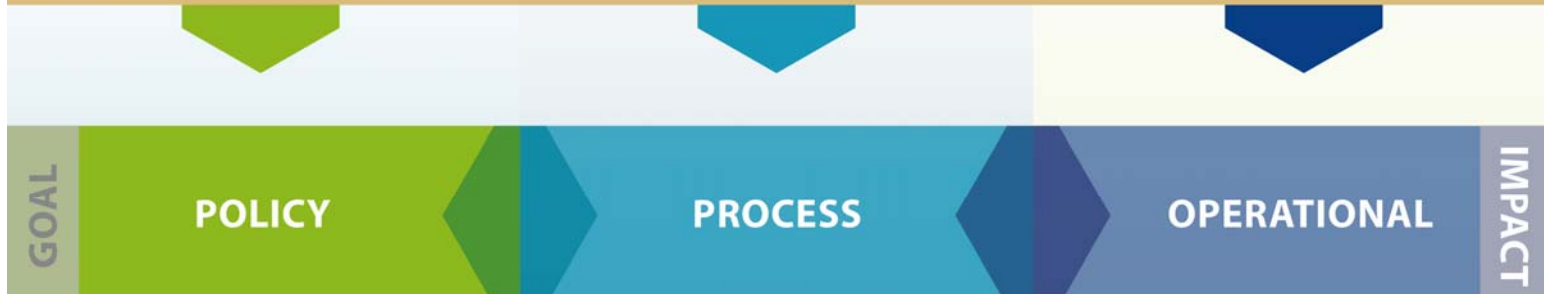 GOAL
POLICY
PROCESS
OPERATIONAL
IMPACT